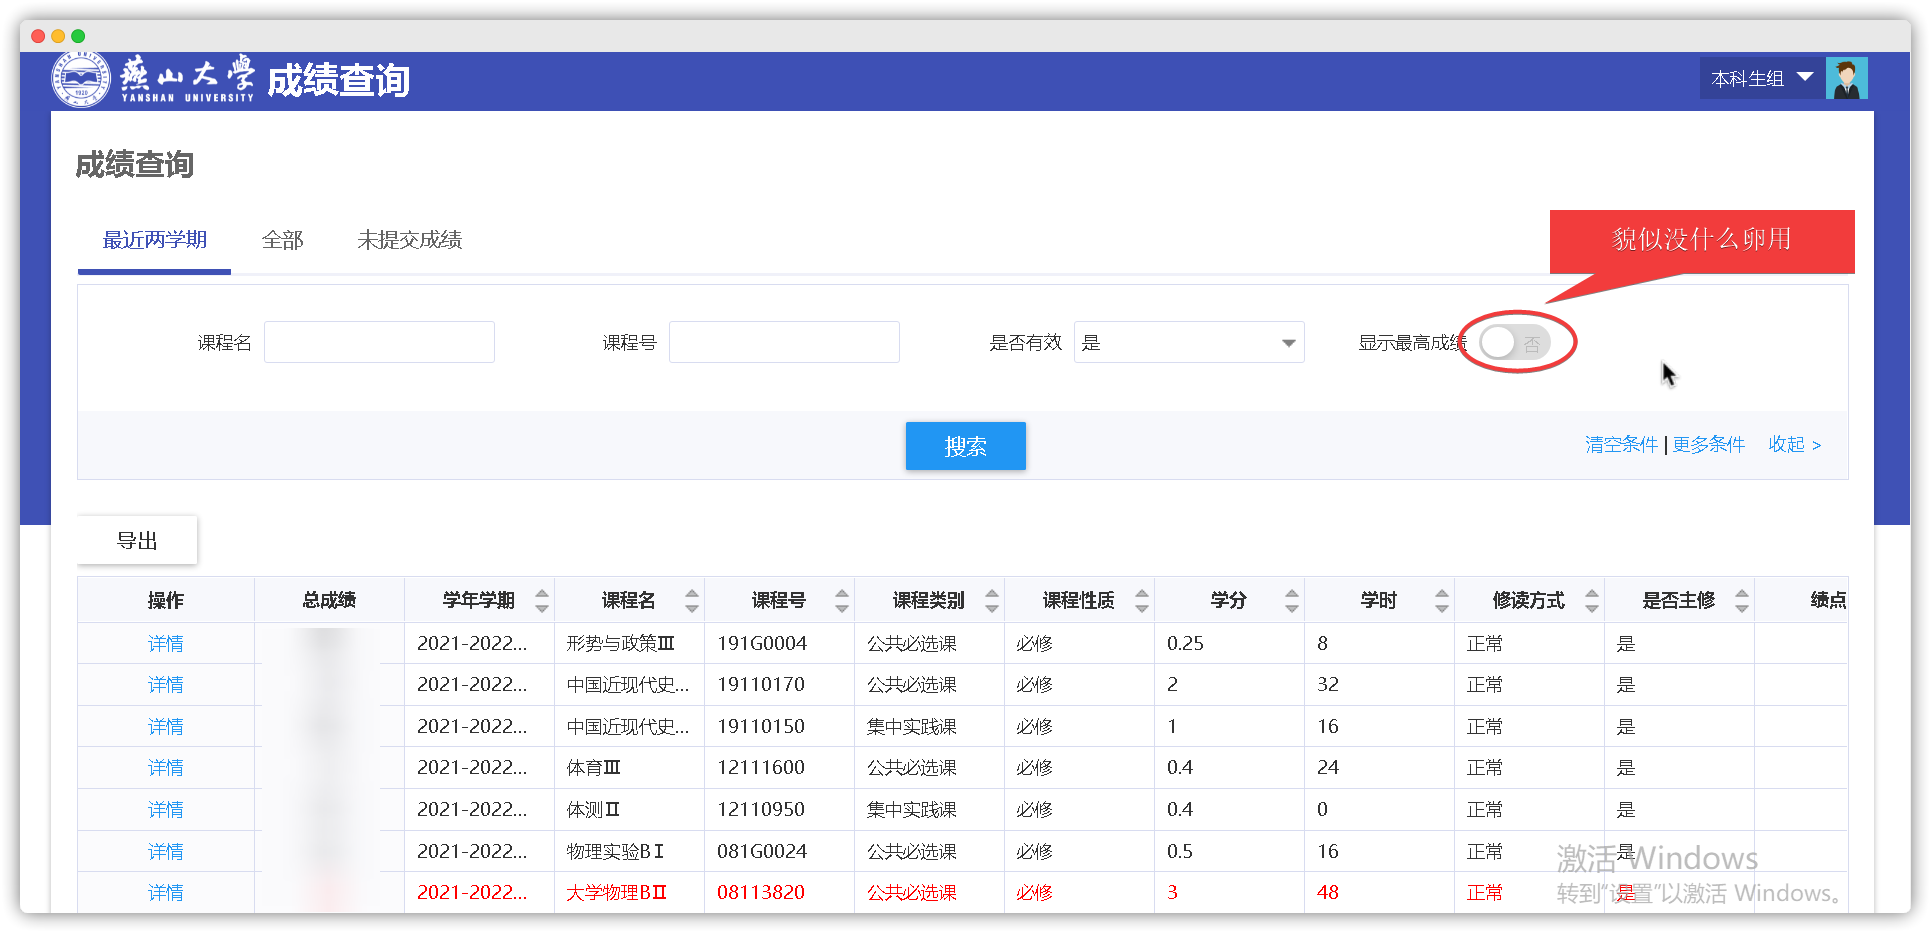 燕山大学 成绩查询
YANSHAN UNIVERSITY
本科生组
成绩查询
最近两学期 全部 未提交成绩
貌似没什么卵用
课程名 课程号 是否有效 是 显示最高成绩 否
搜索
清空条件 | 更多条件 收起 >
导出
操作 总成绩 学年学期 课程名 课程号 课程类别 课程性质 学分 学时 修读方式 是否主修 绩点
详情 2021-2022... 形势与政策Ⅲ 191G0004 公共必选课 必修 0.25 8 正常 是
详情 2021-2022... 中国近现代史... 19110170 公共必选课 必修 2 32 正常 是
详情 2021-2022... 中国近现代史... 19110150 集中实践课 必修 1 16 正常 是
详情 2021-2022... 体育Ⅲ 12111600 公共必选课 必修 0.4 24 正常 是
详情 2021-2022... 体测Ⅱ 12110950 集中实践课 必修 0.4 0 正常 是
详情 2021-2022... 物理实验BⅠ 081G0024 公共必选课 必修 0.5 16 正常 是
详情 2021-2022... 大学物理BⅡ 08113820 公共必选课 必修 3 48 正常 是
激活 Windows
转到“设置”以激活 Windows。